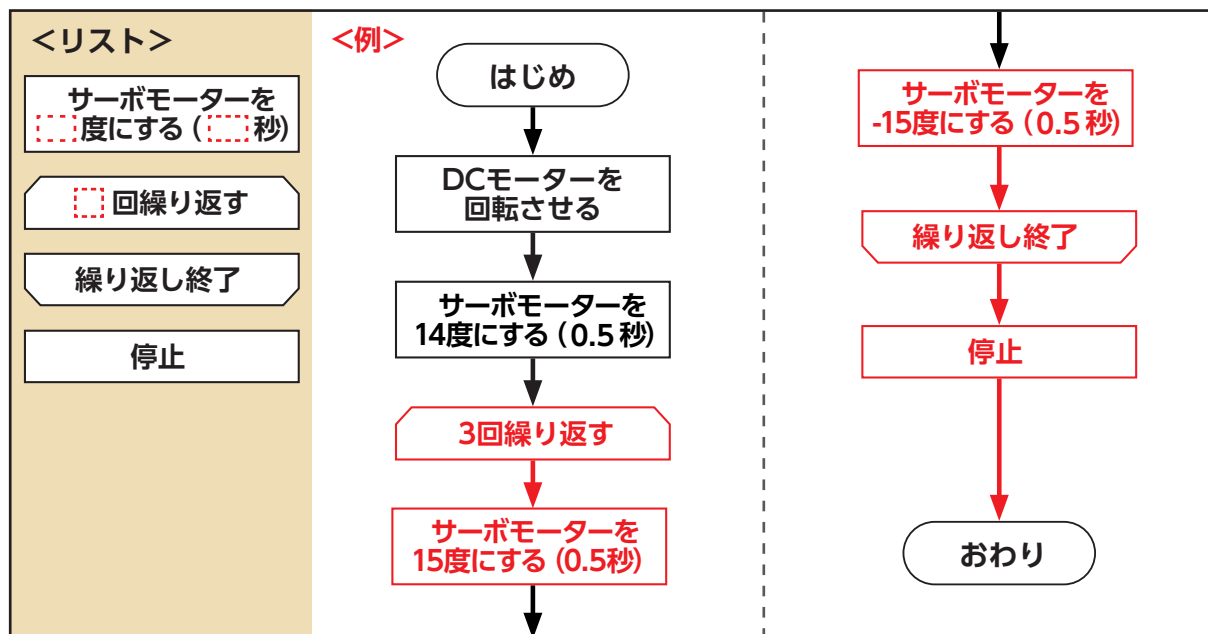 ＜リスト＞
サーボモーターを
度にする（ 秒）
回繰り返す
繰り返し終了
停止
＜例＞
はじめ
DCモーターを
回転させる
サーボモーターを
14度にする（0.5 秒）
3回繰り返す
サーボモーターを
15度にする（0.5秒）
サーボモーターを
-15度にする（0.5 秒）
繰り返し終了
停止
おわり